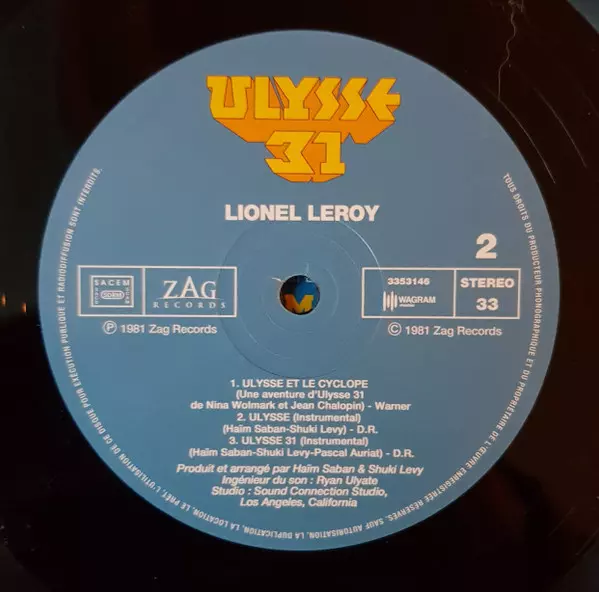 ULYSSE
31
LIONEL LEROY
2
SACEM
SDRM
ZAG
RECORDS
3353146
STEREO
WAGRAM
33
℗ 1981 Zag Records
© 1981 Zag Records
1. ULYSSE ET LE CYCLOPE
(Une aventure d'Ulysse 31
de Nina Wolmark et Jean Chalopin) - Warner
2. ULYSSE (Instrumental)
(Haïm Saban-Shuki Levy) - D.R.
3. ULYSSE 31 (Instrumental)
(Haïm Saban-Shuki Levy-Pascal Auriat) - D.R.
Produit et arrangé par Haïm Saban & Shuki Levy
Ingénieur du son : Ryan Ulyate
Studio : Sound Connection Studio,
Los Angeles, California
TOUS DROITS DU PRODUCTEUR PHONOGRAPHIQUE ET DU PROPRIÉTAIRE DE L'ŒUVRE ENREGISTRÉE RÉSERVÉS, SAUF AUTORISATION, LA DUPLICATION, LA LOCATION, LE PRÊT, L'UTILISATION DE CE DISQUE POUR EXÉCUTION PUBLIQUE ET RADIODIFFUSION SONT INTERDITS.